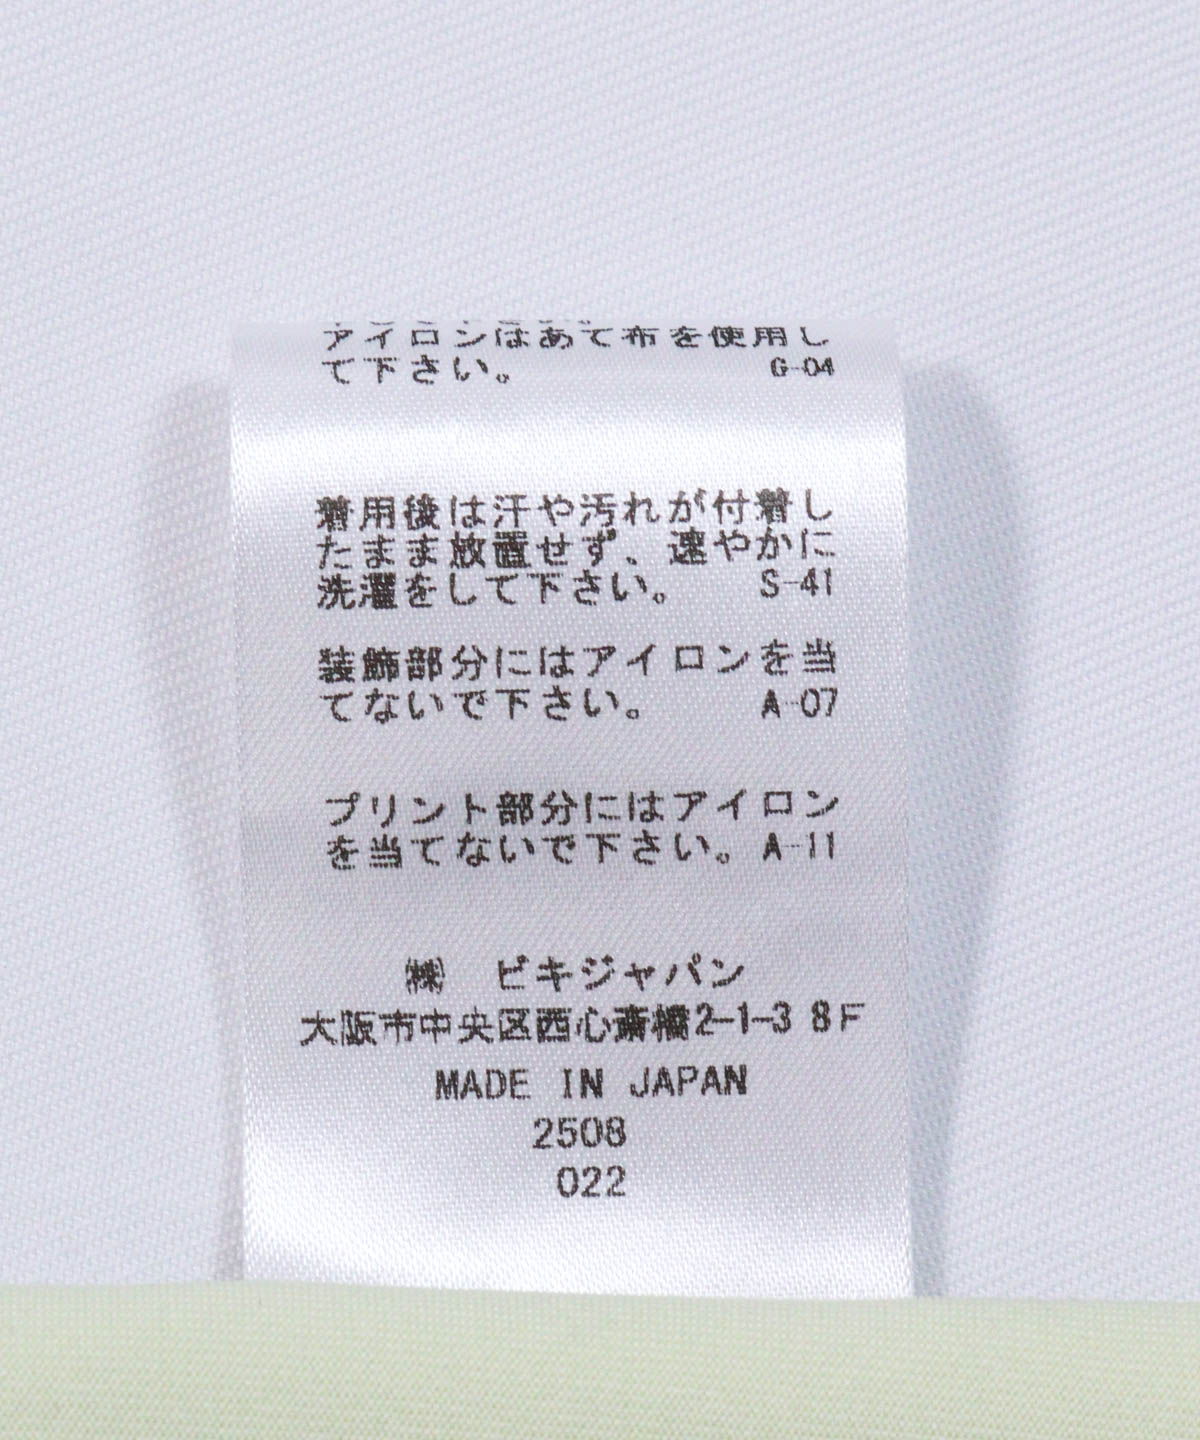 アイロンはあて布を使用し
て下さい。 G-04
着用後は汗や汚れが付着し
たまま放置せず、速やかに
洗濯をして下さい。 S-41
装飾部分にはアイロンを当
てないで下さい。 A-07
プリント部分にはアイロン
を当てないで下さい。 A-11
㈱ ピキジャパン
大阪市中央区西心斎橋2-1-3 8F
MADE IN JAPAN
2508
022